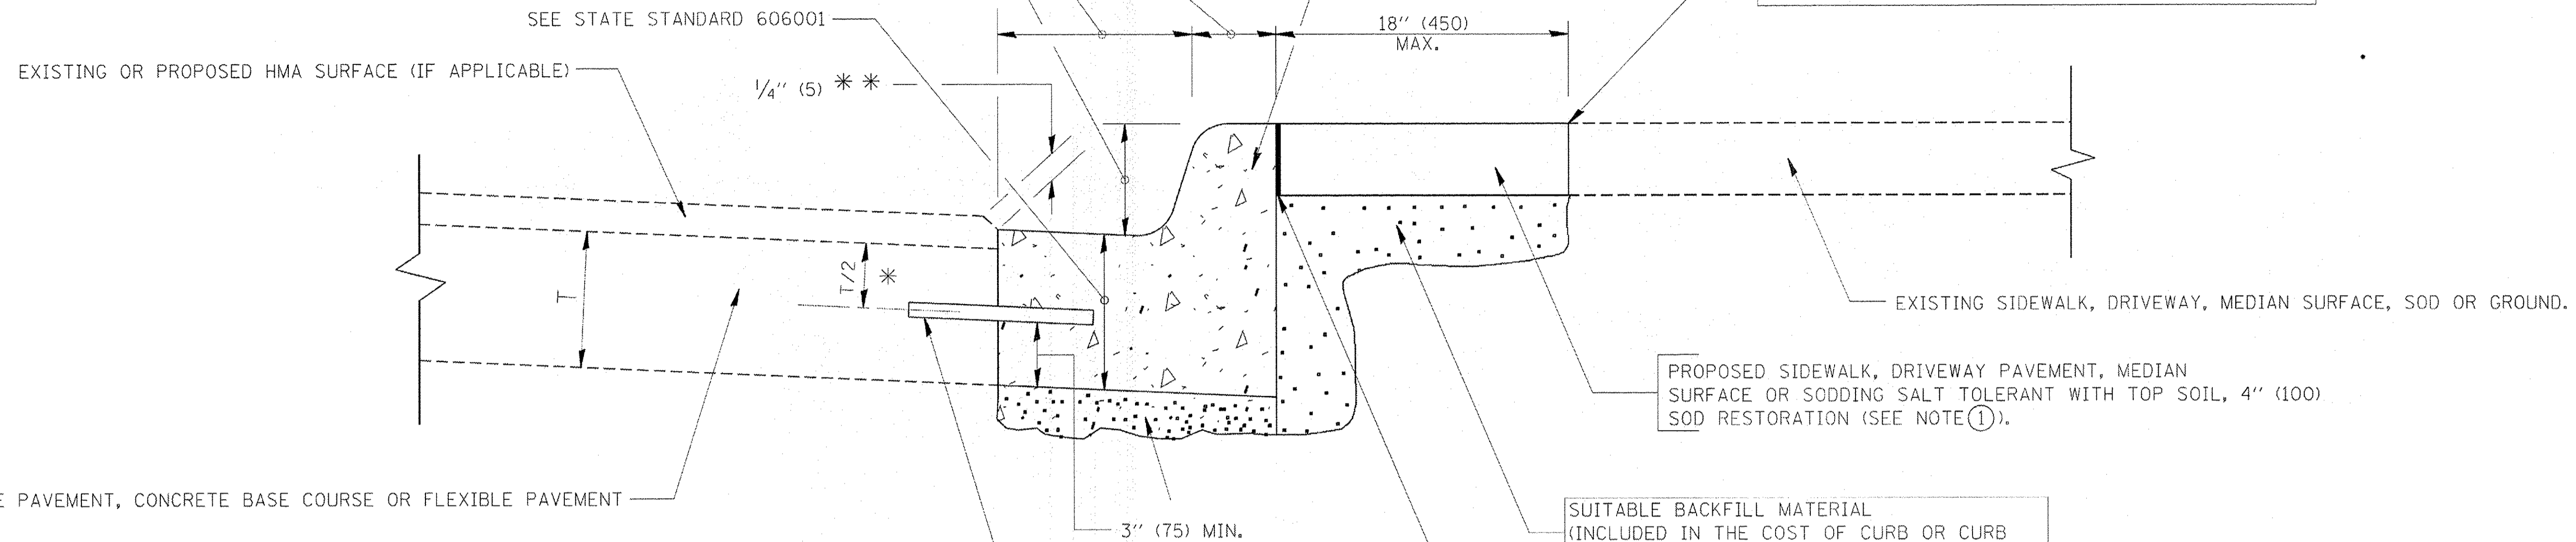 SEE STATE STANDARD 606001
18" (450)
MAX.
EXISTING OR PROPOSED HMA SURFACE (IF APPLICABLE)
1/4" (5) * *
T
T/2
*
EXISTING SIDEWALK, DRIVEWAY, MEDIAN SURFACE, SOD OR GROUND.
PROPOSED SIDEWALK, DRIVEWAY PAVEMENT, MEDIAN
SURFACE OR SODDING SALT TOLERANT WITH TOP SOIL, 4" (100)
SOD RESTORATION (SEE NOTE 1).
E PAVEMENT, CONCRETE BASE COURSE OR FLEXIBLE PAVEMENT
3" (75) MIN.
SUITABLE BACKFILL MATERIAL
(INCLUDED IN THE COST OF CURB OR CURB